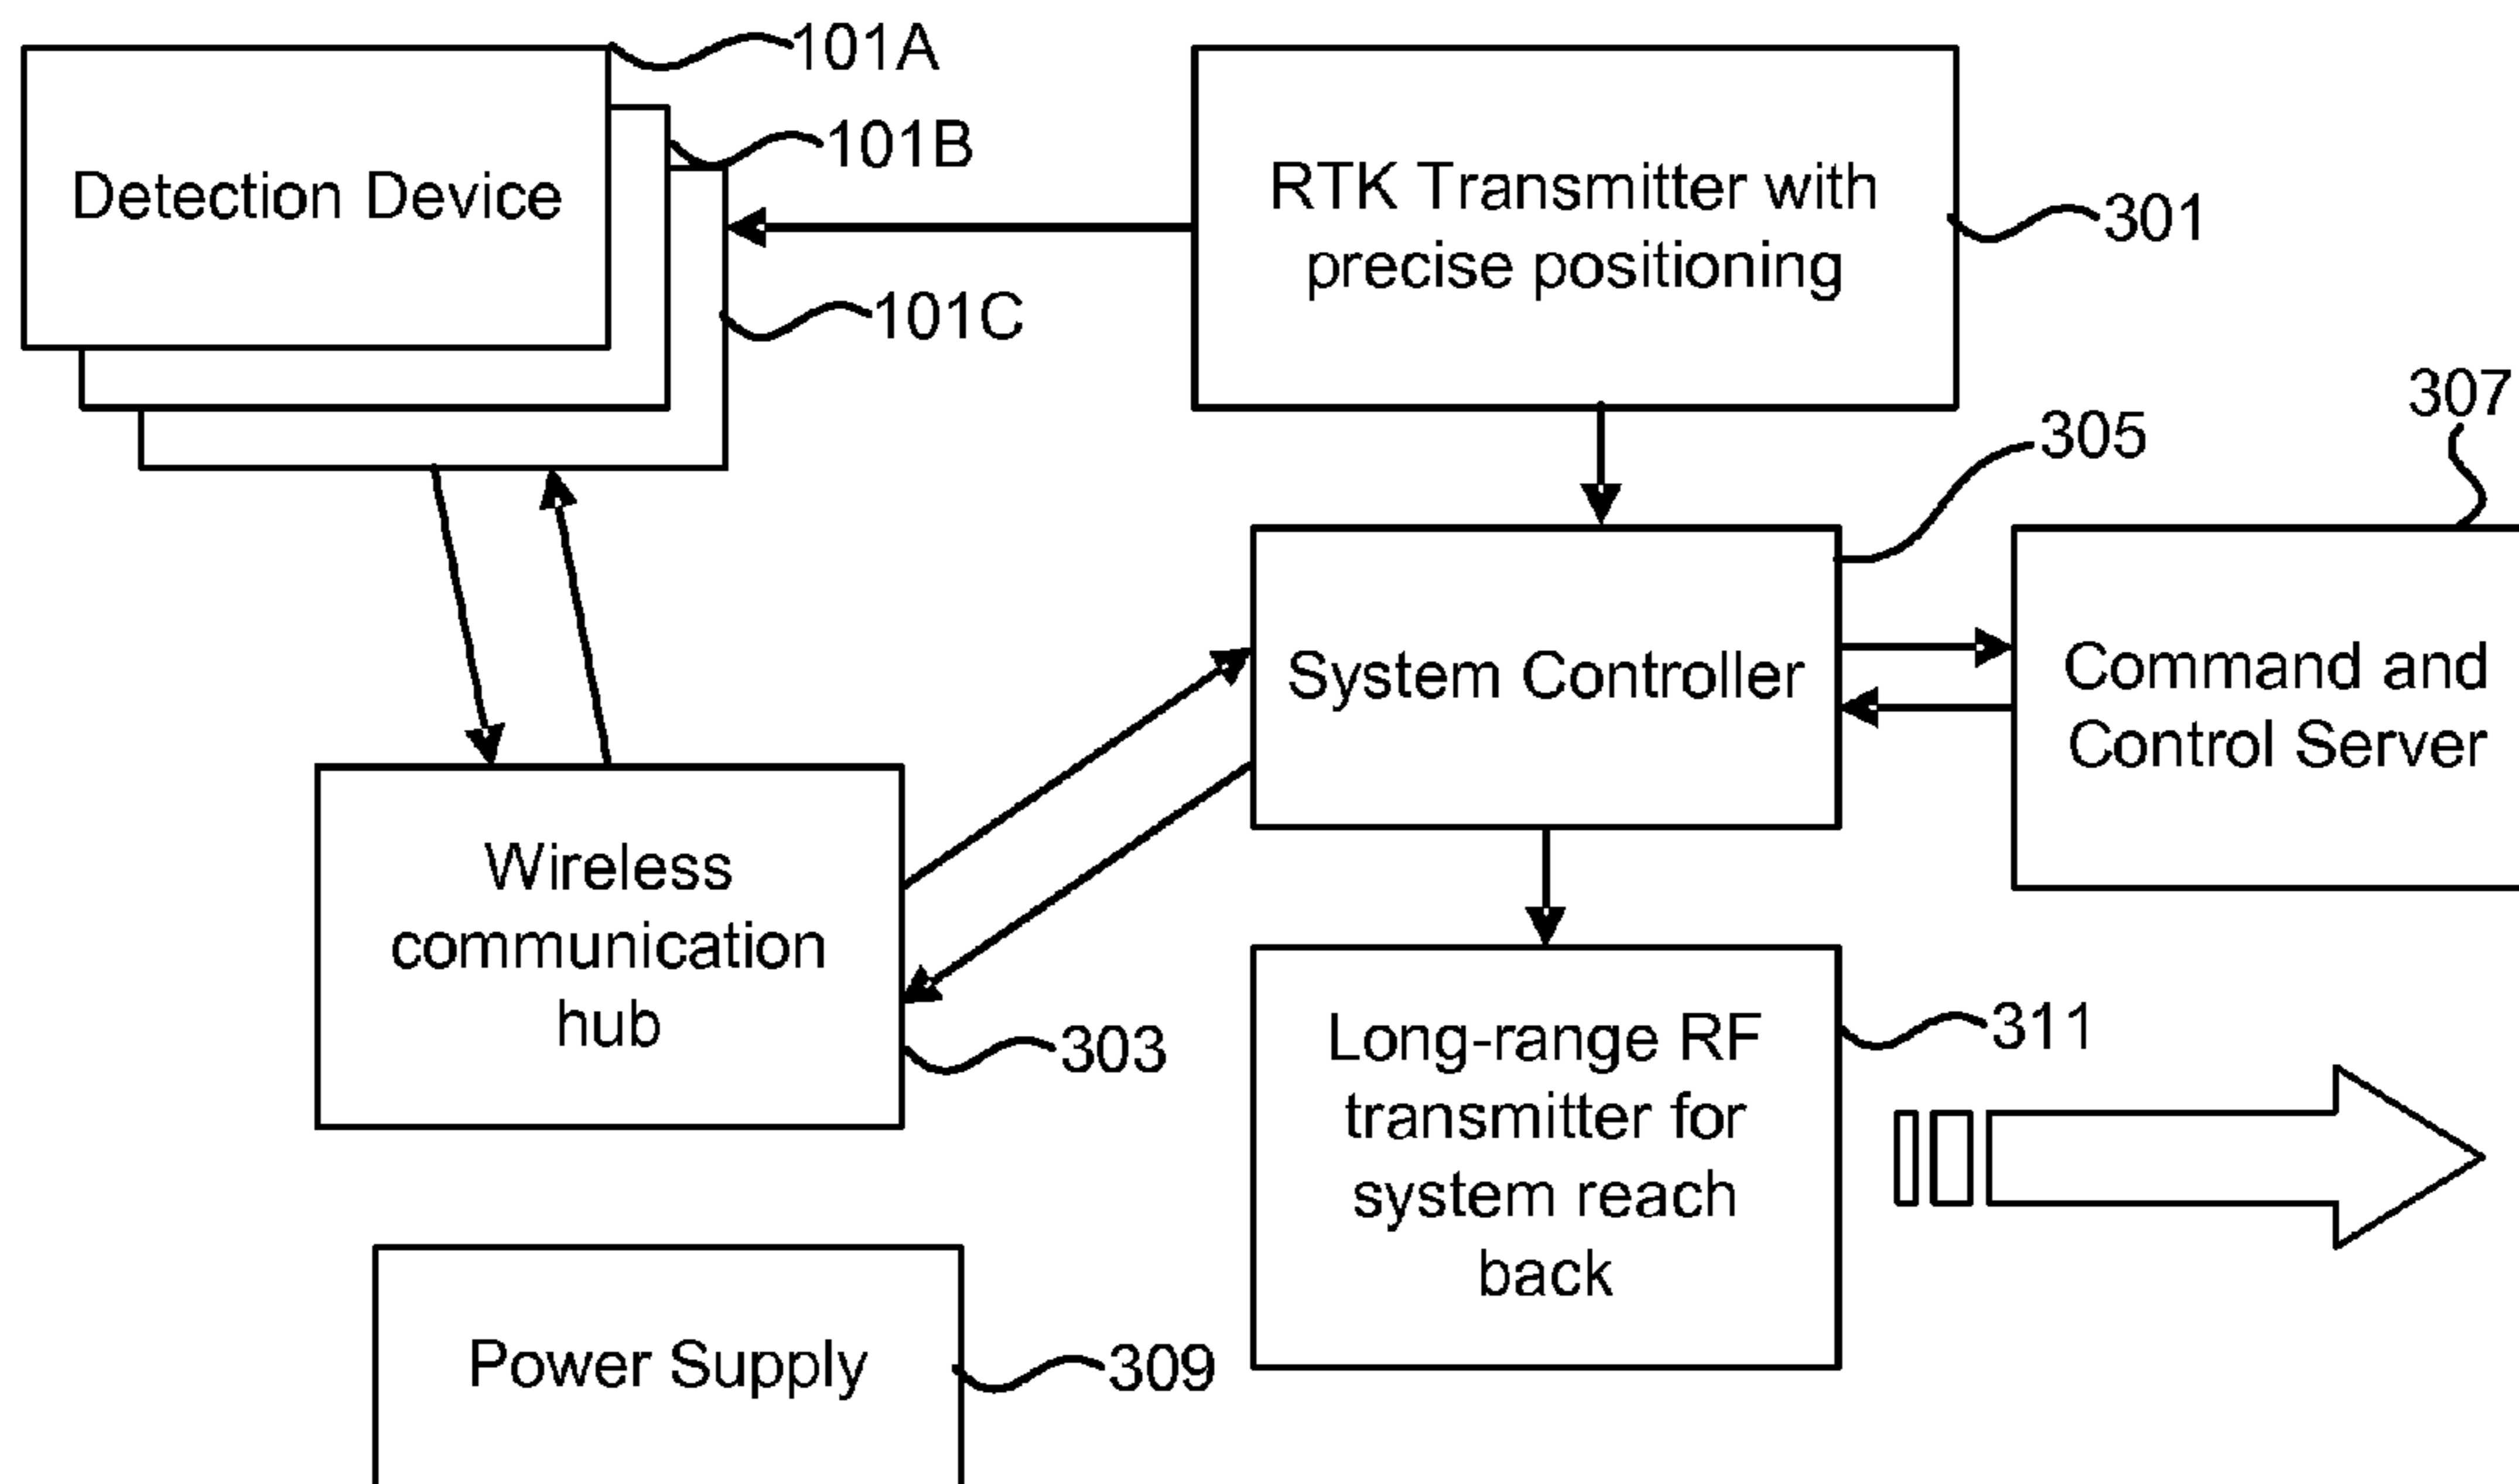 101A
101B
Detection Device
101C
RTK Transmitter with
precise positioning
301
307
305
System Controller
Command and
Control Server
Wireless
communication
hub
303
Long-range RF
transmitter for
system reach
back
311
Power Supply
309